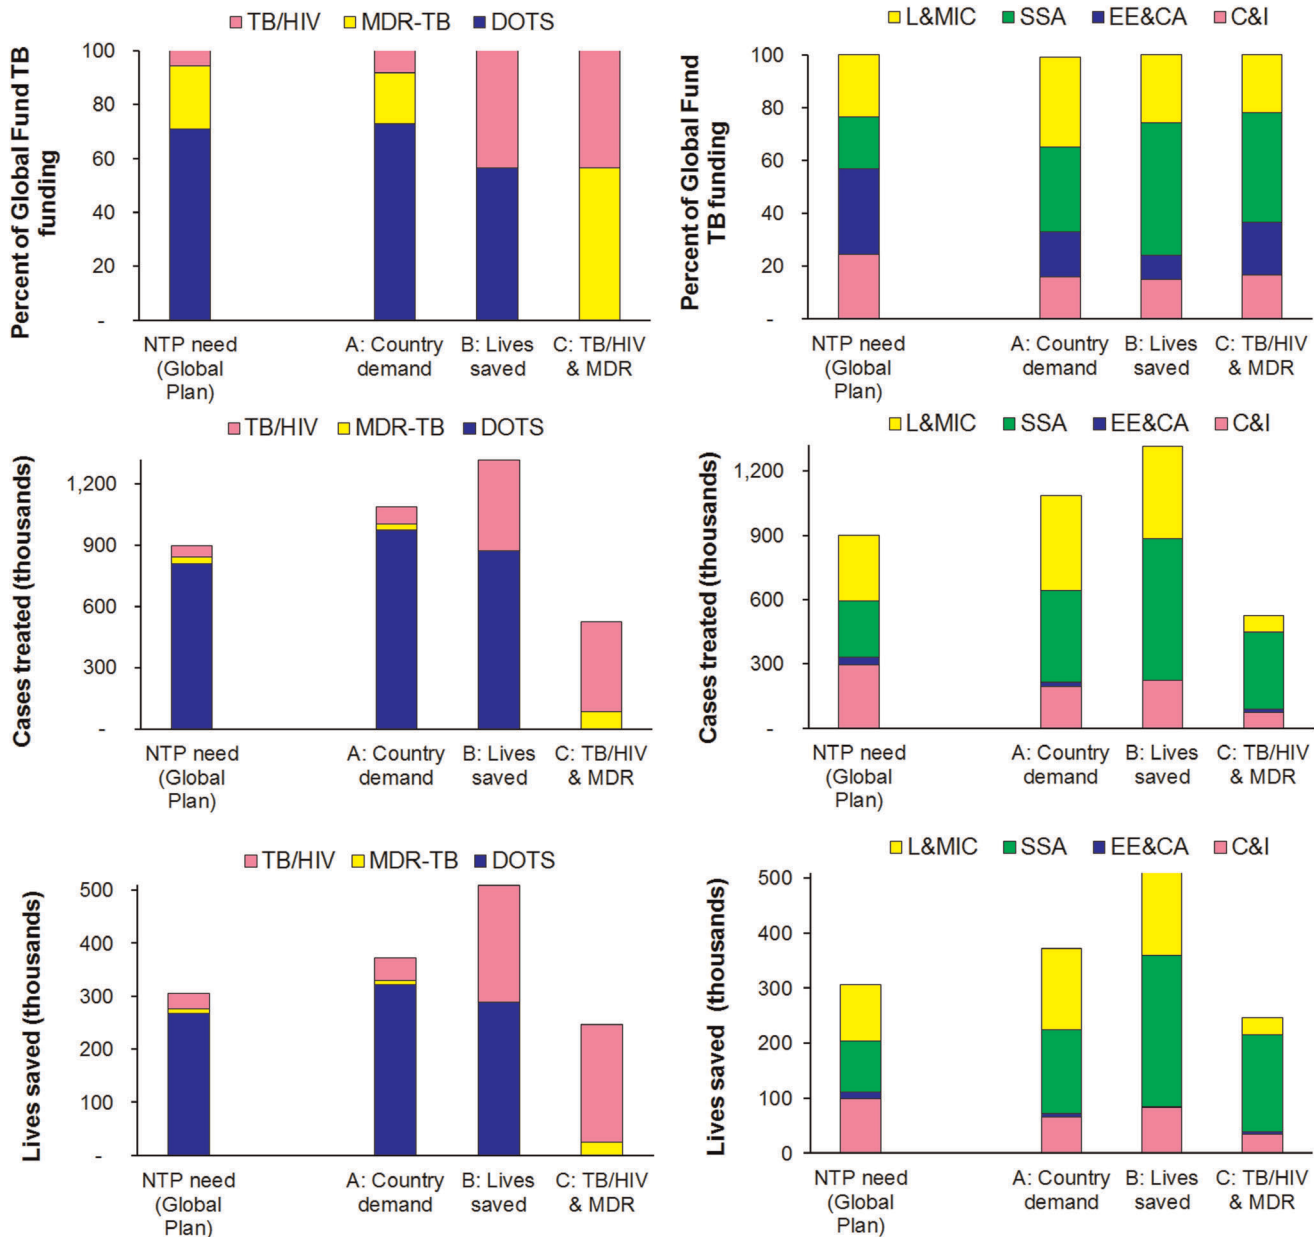 TB/HIV MDR-TB DOTS
Percent of Global Fund TB
funding
100
80
60
40
20
-
NTP need
(Global
Plan)
A: Country
demand
B: Lives
saved
C: TB/HIV
& MDR
L&MIC SSA EE&CA C&I
Percent of Global Fund
TB funding
100
80
60
40
20
-
NTP need
(Global
Plan)
A: Country
demand
B: Lives
saved
C: TB/HIV
& MDR
TB/HIV MDR-TB DOTS
Cases treated (thousands)
1,200
900
600
300
-
NTP need
(Global
Plan)
A: Country
demand
B: Lives
saved
C: TB/HIV
& MDR
L&MIC SSA EE&CA C&I
Cases treated (thousands)
1,200
900
600
300
-
NTP need
(Global
Plan)
A: Country
demand
B: Lives
saved
C: TB/HIV
& MDR
TB/HIV MDR-TB DOTS
Lives saved (thousands)
500
400
300
200
100
-
NTP need
(Global
Plan)
A: Country
demand
B: Lives
saved
C: TB/HIV
& MDR
L&MIC SSA EE&CA C&I
Lives saved (thousands)
500
400
300
200
100
0
NTP need
(Global
Plan)
A: Country
demand
B: Lives
saved
C: TB/HIV
& MDR